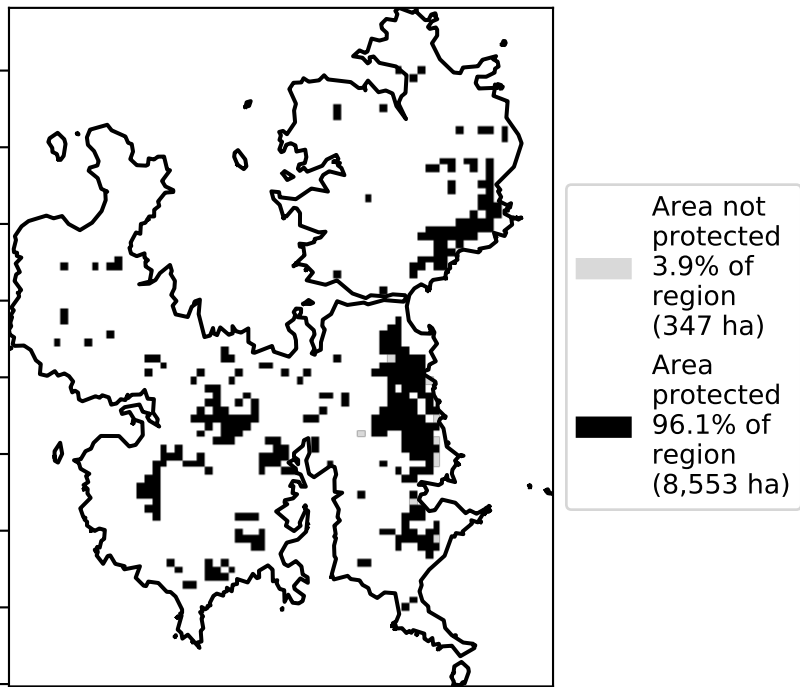 Area not
protected
3.9% of
region
(347 ha)
Area
protected
96.1% of
region
(8,553 ha)